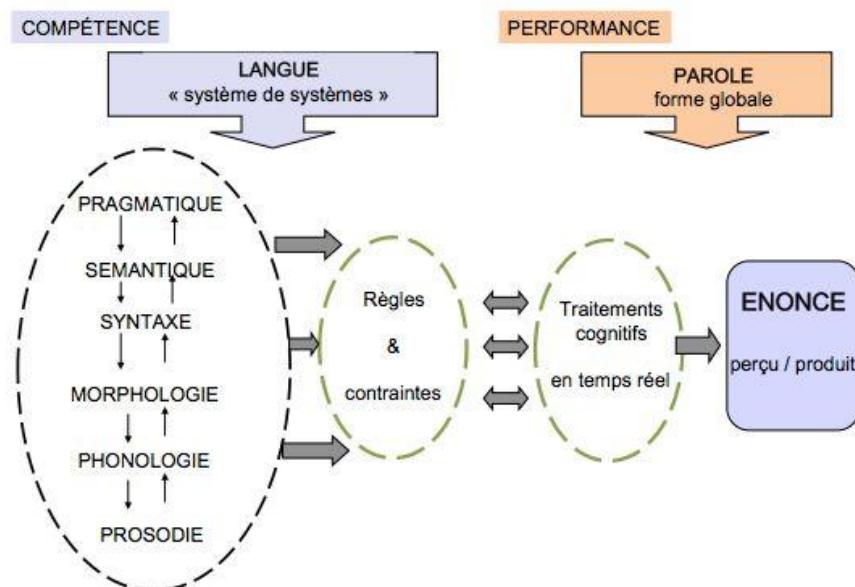 COMPÉTENCE
PERFORMANCE
LANGUE
« système de systèmes »
PAROLE
forme globale
PRAGMATIQUE
SEMANTIQUE
SYNTAXE
MORPHOLOGIE
PHONOLOGIE
PROSODIE
Règles
&
contraintes
Traitements
cognitifs
en temps réel
ENONCE
perçu / produit